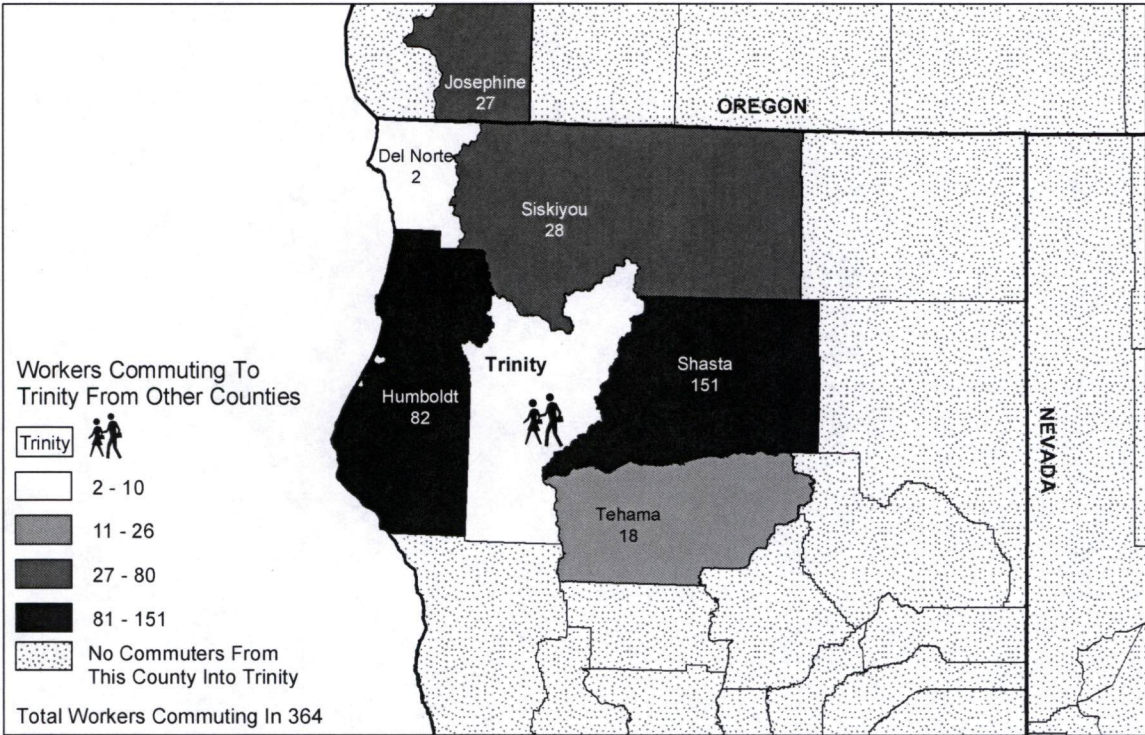 Josephine
27
OREGON
Del Norte
2
Siskiyou
28
Trinity
Shasta
151
Humboldt
82
NEVADA
Tehama
18
Workers Commuting To
Trinity From Other Counties
Trinity
2 - 10
11 - 26
27 - 80
81 - 151
No Commuters From
This County Into Trinity
Total Workers Commuting In 364